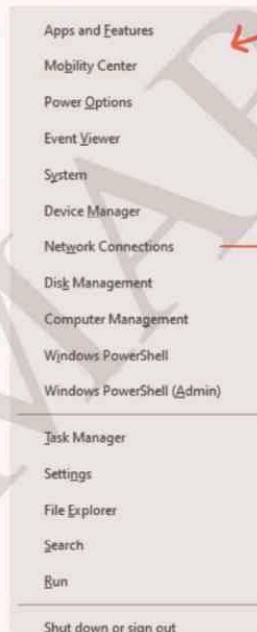 Apps and Features
Mobility Center
Power Options
Event Viewer
System
Device Manager
Network Connections
Disk Management
Computer Management
Windows PowerShell
Windows PowerShell (Admin)
Task Manager
Settings
File Explorer
Search
Run
Shut down or sign out